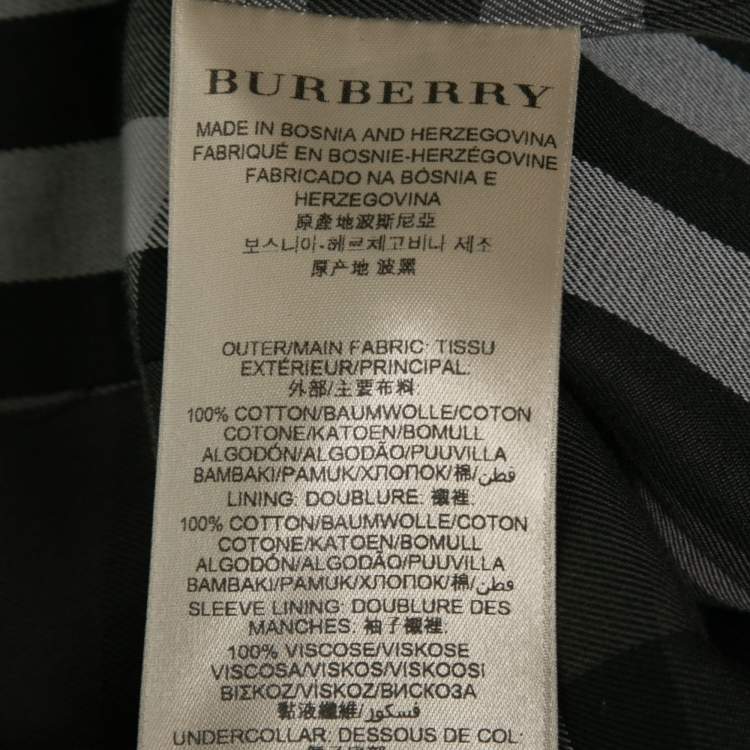 BURBERRY
MADE IN BOSNIA AND HERZEGOVINA
FABRIQUÉ EN BOSNIE-HERZÉGOVINE
FABRICADO NA BÓSNIA E
HERZEGOVINA
原產地波斯尼亞
보스니아-헤르체고비나 제조
原产地 波黑
OUTER/MAIN FABRIC: TISSU
EXTÉRIEUR/PRINCIPAL:
外部/主要布料:
100% COTTON/BAUMWOLLE/COTON
COTONE/KATOEN/BOMULL
ALGODÓN/ALGODÃO/PUUVILLA
BAMBAKI/PAMUK/ХЛОПОК/棉/قطن
LINING: DOUBLURE: 襯裡:
100% COTTON/BAUMWOLLE/COTON
COTONE/KATOEN/BOMULL
ALGODÓN/ALGODÃO/PUUVILLA
BAMBAKI/PAMUK/ХЛОПОК/棉/قطن
SLEEVE LINING: DOUBLURE DES
MANCHES: 袖子襯裡:
100% VISCOSE/VISKOSE
VISCOSA/VISKOS/VISKOOSI
ΒΙΣΚΟΖ/VİSKOZ/ВИСКОЗА
黏液纖維/فسكوز
UNDERCOLLAR: DESSOUS DE COL: